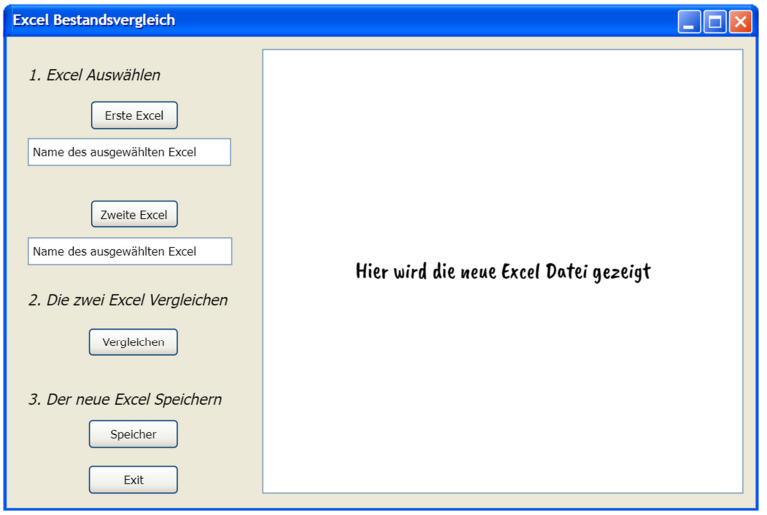 Excel Bestandsvergleich
1. Excel Auswählen
Erste Excel
Name des ausgewählten Excel
Zweite Excel
Name des ausgewählten Excel
2. Die zwei Excel Vergleichen
Vergleichen
3. Der neue Excel Speichern
Speicher
Exit
Hier wird die neue Excel Datei gezeigt